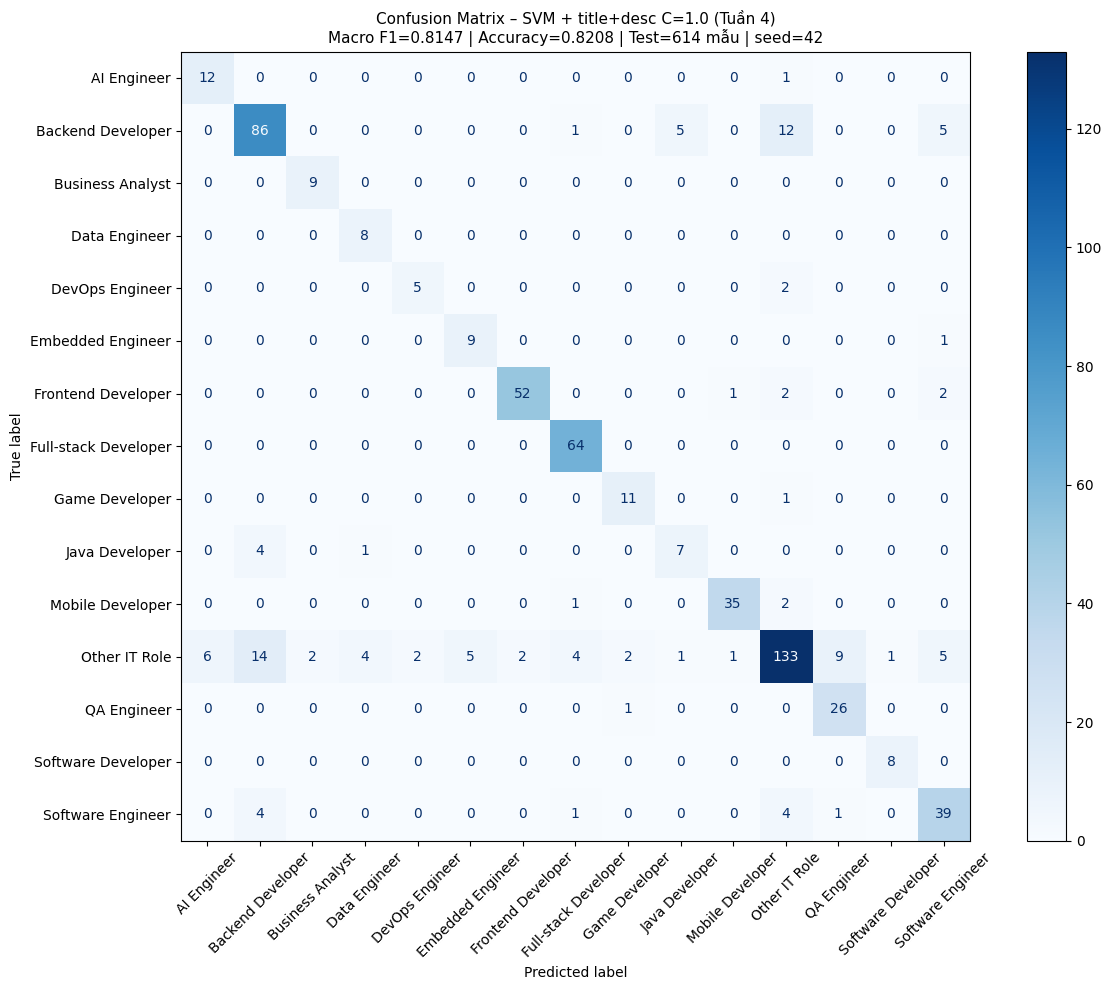 Confusion Matrix – SVM + title+desc C=1.0 (Tuần 4)
Macro F1=0.8147 | Accuracy=0.8208 | Test=614 mẫu | seed=42
AI Engineer 12 0 0 0 0 0 0 0 0 0 0 1 0 0 0
Backend Developer 0 86 0 0 0 0 0 1 0 5 0 12 0 0 5
Business Analyst 0 0 9 0 0 0 0 0 0 0 0 0 0 0 0
Data Engineer 0 0 0 8 0 0 0 0 0 0 0 0 0 0 0
DevOps Engineer 0 0 0 0 5 0 0 0 0 0 0 2 0 0 0
Embedded Engineer 0 0 0 0 0 9 0 0 0 0 0 0 0 0 1
Frontend Developer 0 0 0 0 0 0 52 0 0 0 1 2 0 0 2
Full-stack Developer 0 0 0 0 0 0 0 64 0 0 0 0 0 0 0
Game Developer 0 0 0 0 0 0 0 0 11 0 0 1 0 0 0
Java Developer 0 4 0 1 0 0 0 0 0 7 0 0 0 0 0
Mobile Developer 0 0 0 0 0 0 0 1 0 0 35 2 0 0 0
Other IT Role 6 14 2 4 2 5 2 4 2 1 1 133 9 1 5
QA Engineer 0 0 0 0 0 0 0 0 1 0 0 0 26 0 0
Software Developer 0 0 0 0 0 0 0 0 0 0 0 0 0 8 0
Software Engineer 0 4 0 0 0 0 0 1 0 0 0 4 1 0 39
True label
AI Engineer
Backend Developer
Business Analyst
Data Engineer
DevOps Engineer
Embedded Engineer
Frontend Developer
Full-stack Developer
Game Developer
Java Developer
Mobile Developer
Other IT Role
QA Engineer
Software Developer
Software Engineer
Predicted label
120
100
80
60
40
20
0